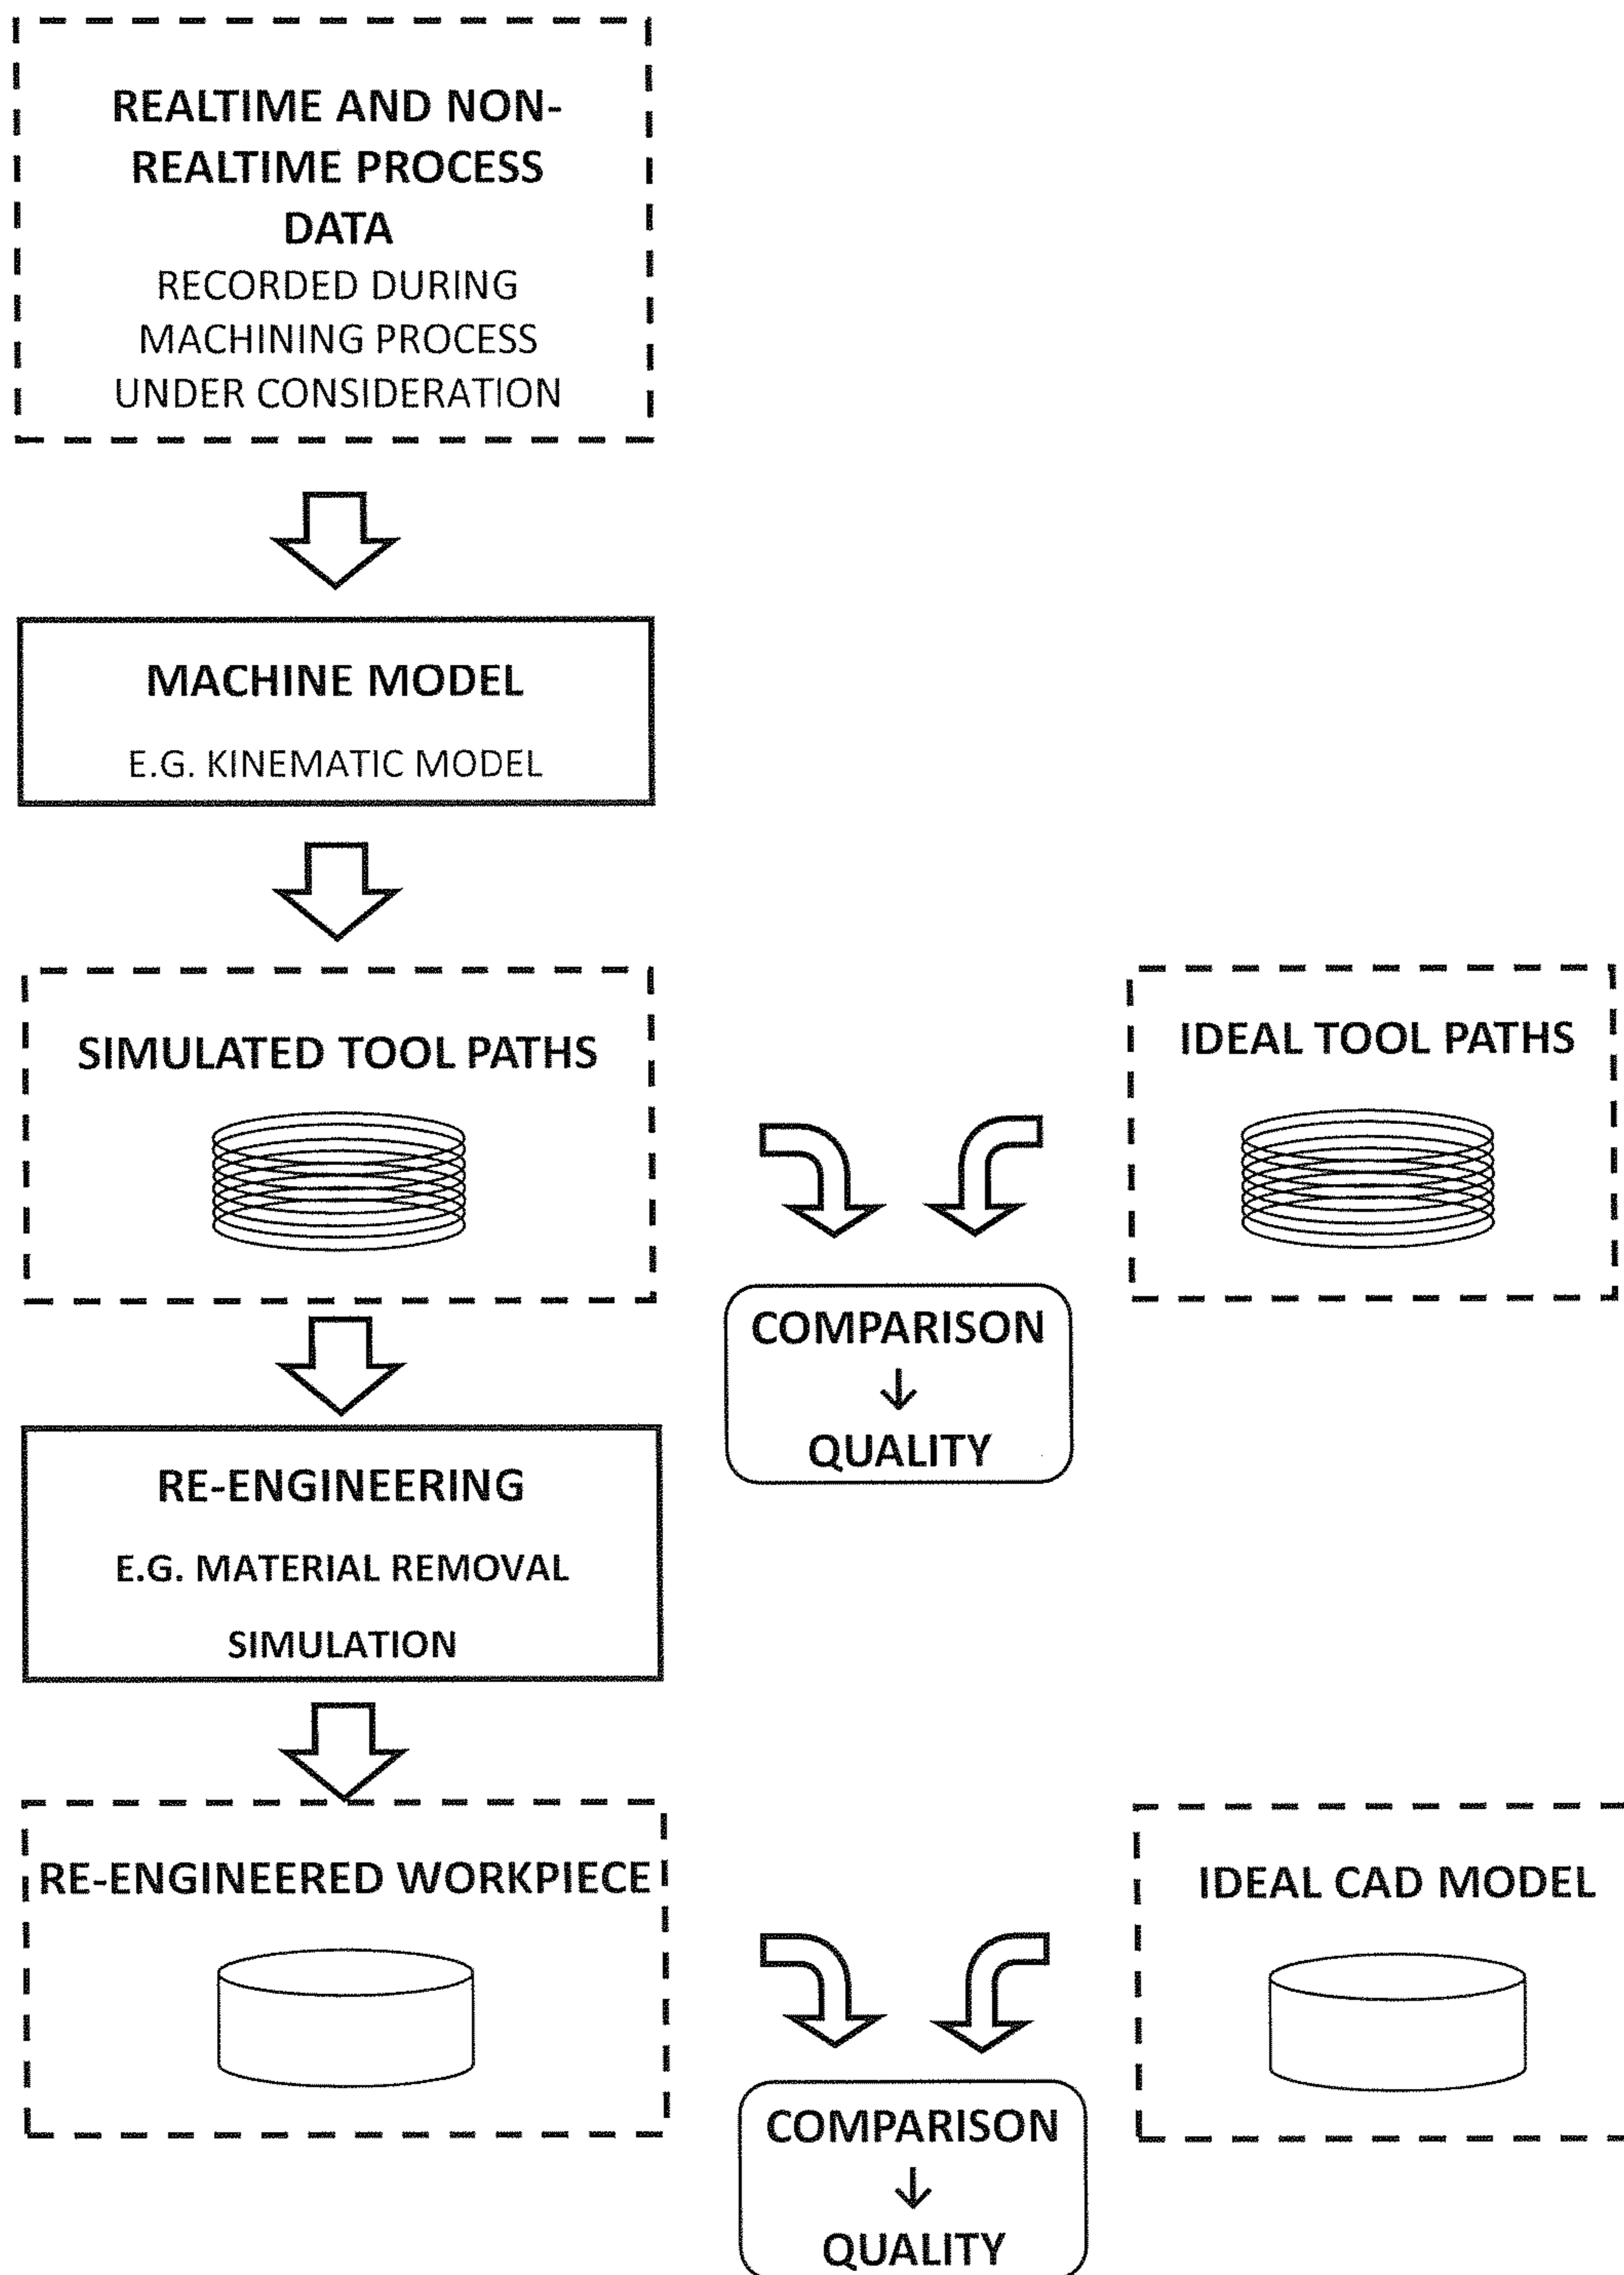 REALTIME AND NON-
REALTIME PROCESS
DATA
RECORDED DURING
MACHINING PROCESS
UNDER CONSIDERATION
MACHINE MODEL
E.G. KINEMATIC MODEL
SIMULATED TOOL PATHS
IDEAL TOOL PATHS
COMPARISON
↓
QUALITY
RE-ENGINEERING
E.G. MATERIAL REMOVAL
SIMULATION
RE-ENGINEERED WORKPIECE
IDEAL CAD MODEL
COMPARISON
↓
QUALITY